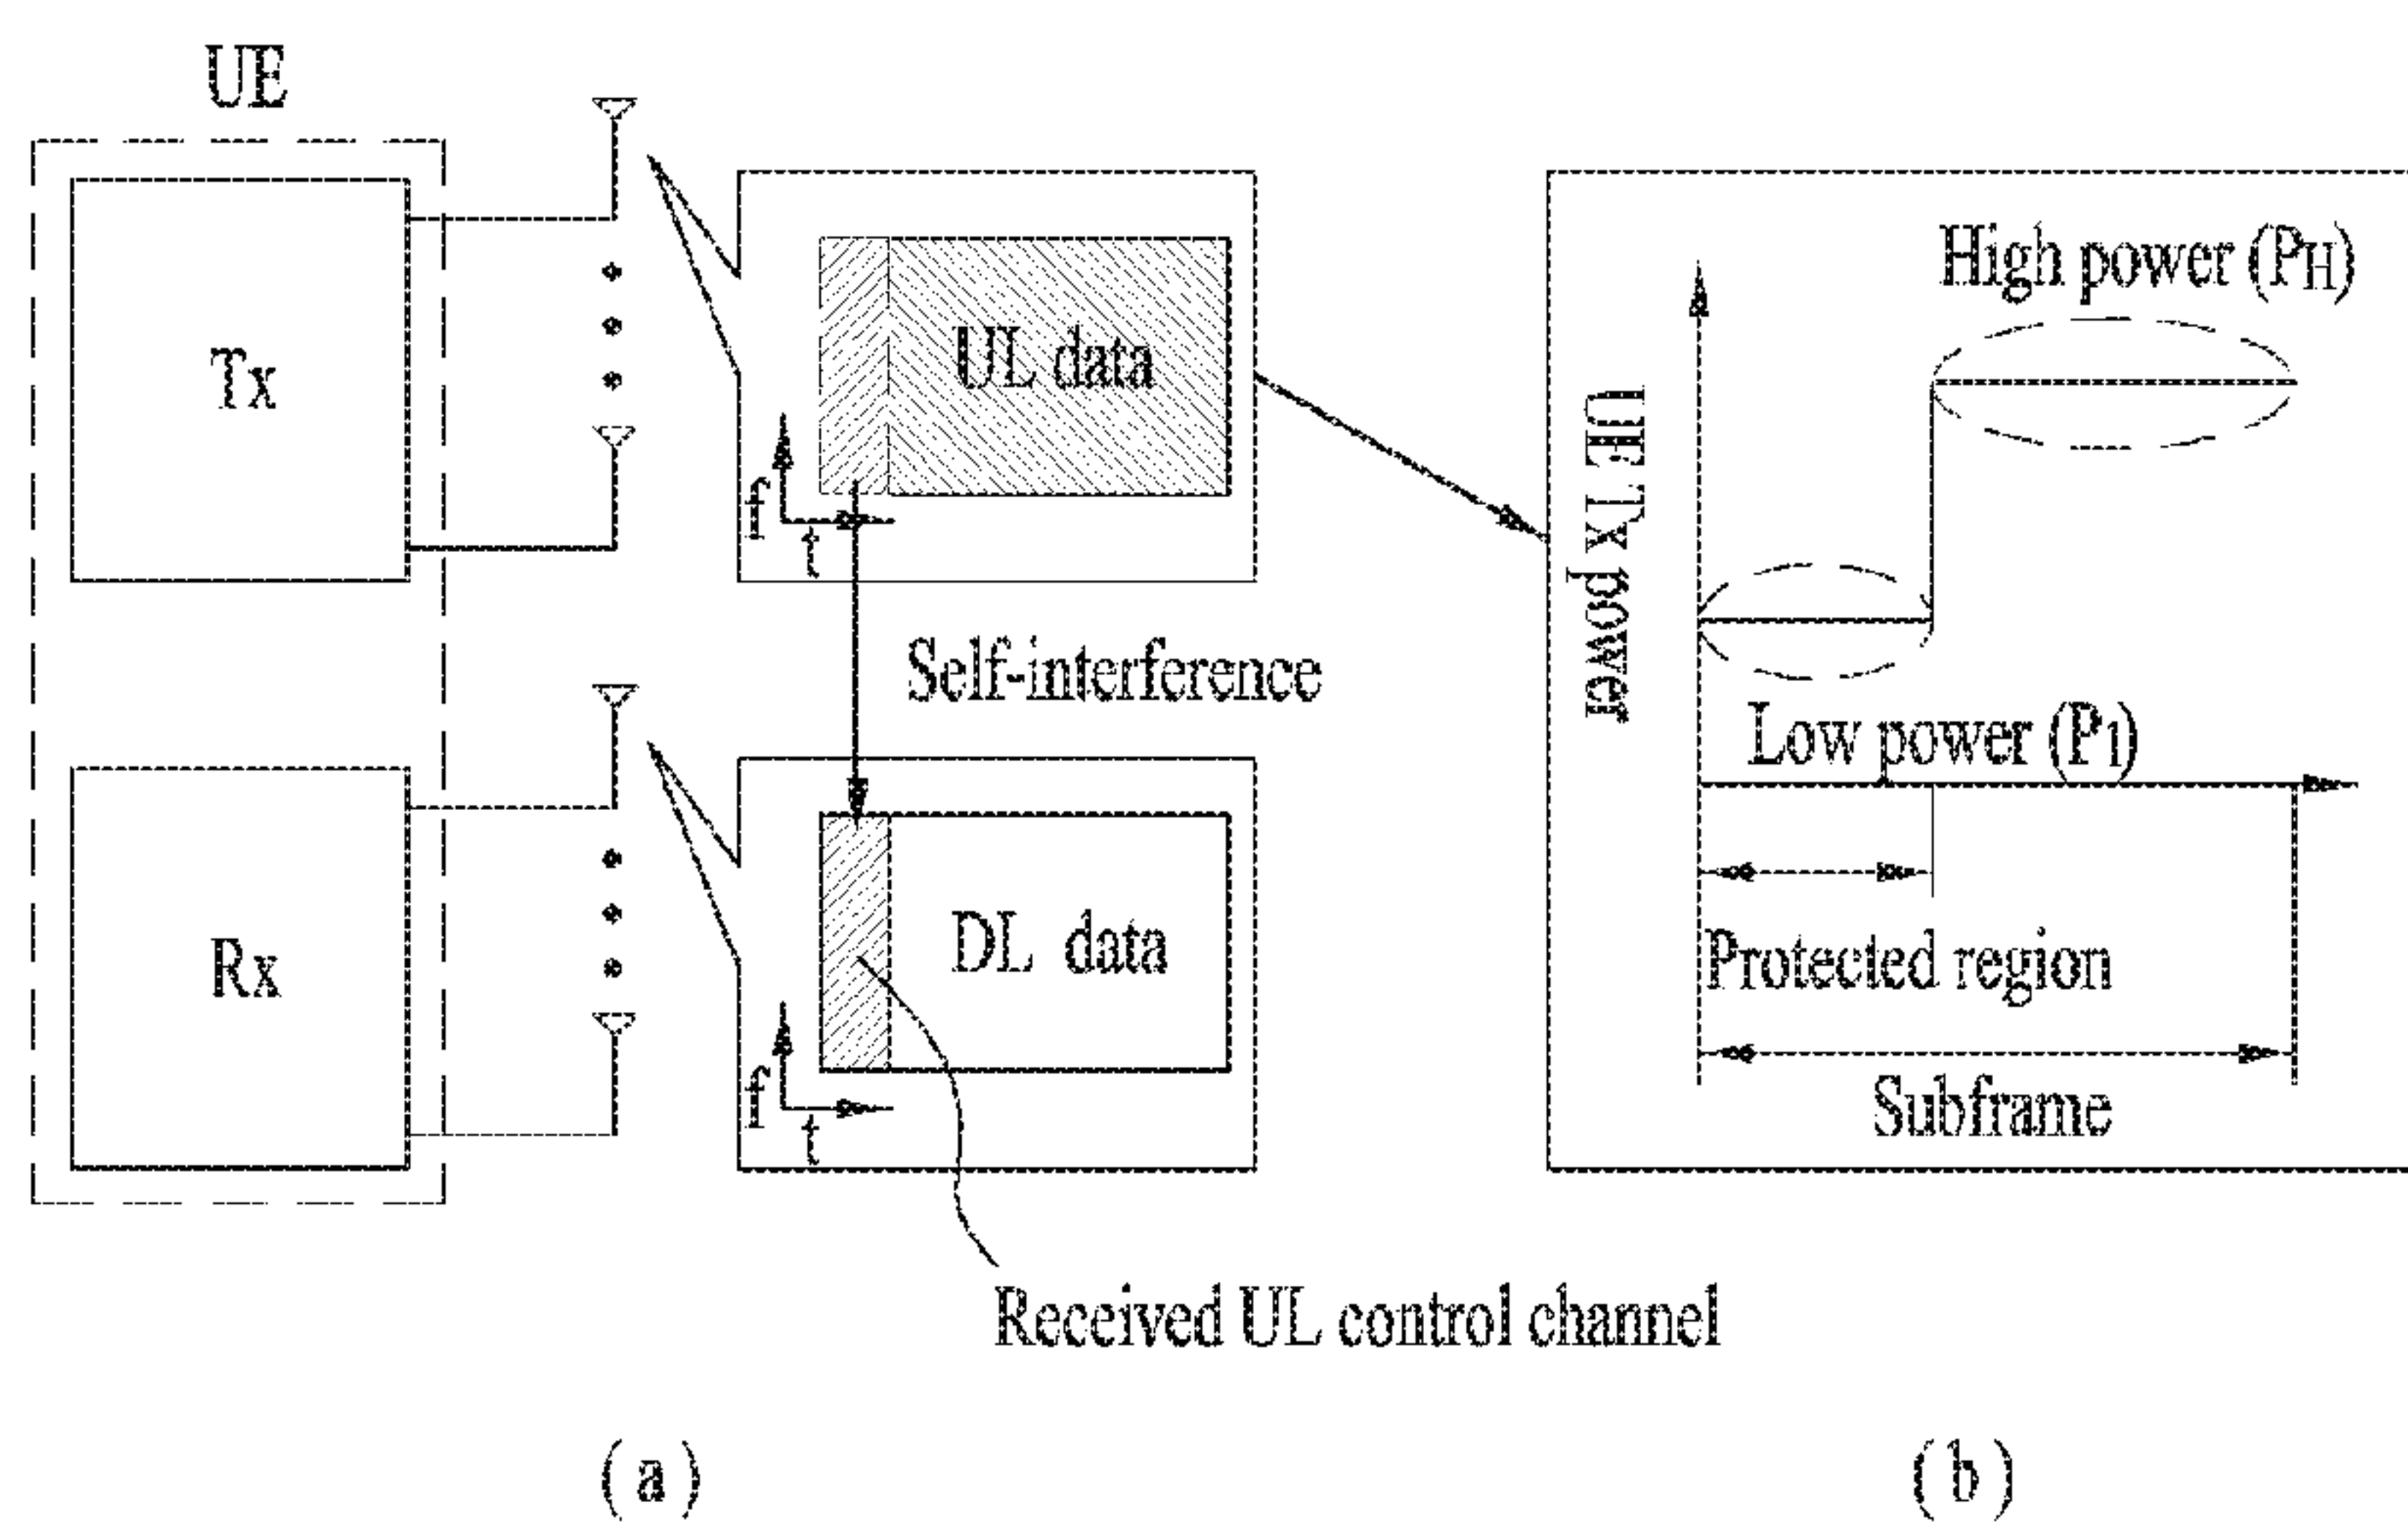 UE
Tx
UL data
f
t
Self-interference
Rx
DL data
f
t
Received UL control channel
(a)
High power (PH)
UE Tx power
Low power (P1)
Protected region
Subframe
(b)